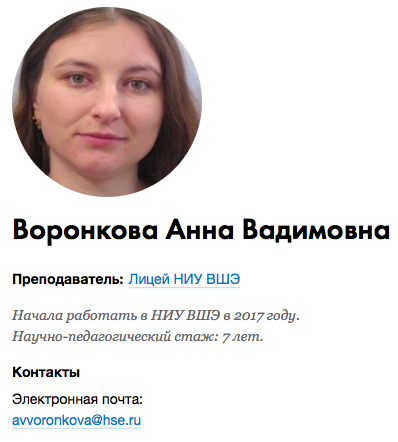 Воронкова Анна Вадимовна
Преподаватель: Лицей НИУ ВШЭ
Начала работать в НИУ ВШЭ в 2017 году.
Научно-педагогический стаж: 7 лет.
Контакты
Электронная почта:
avvoronkova@hse.ru